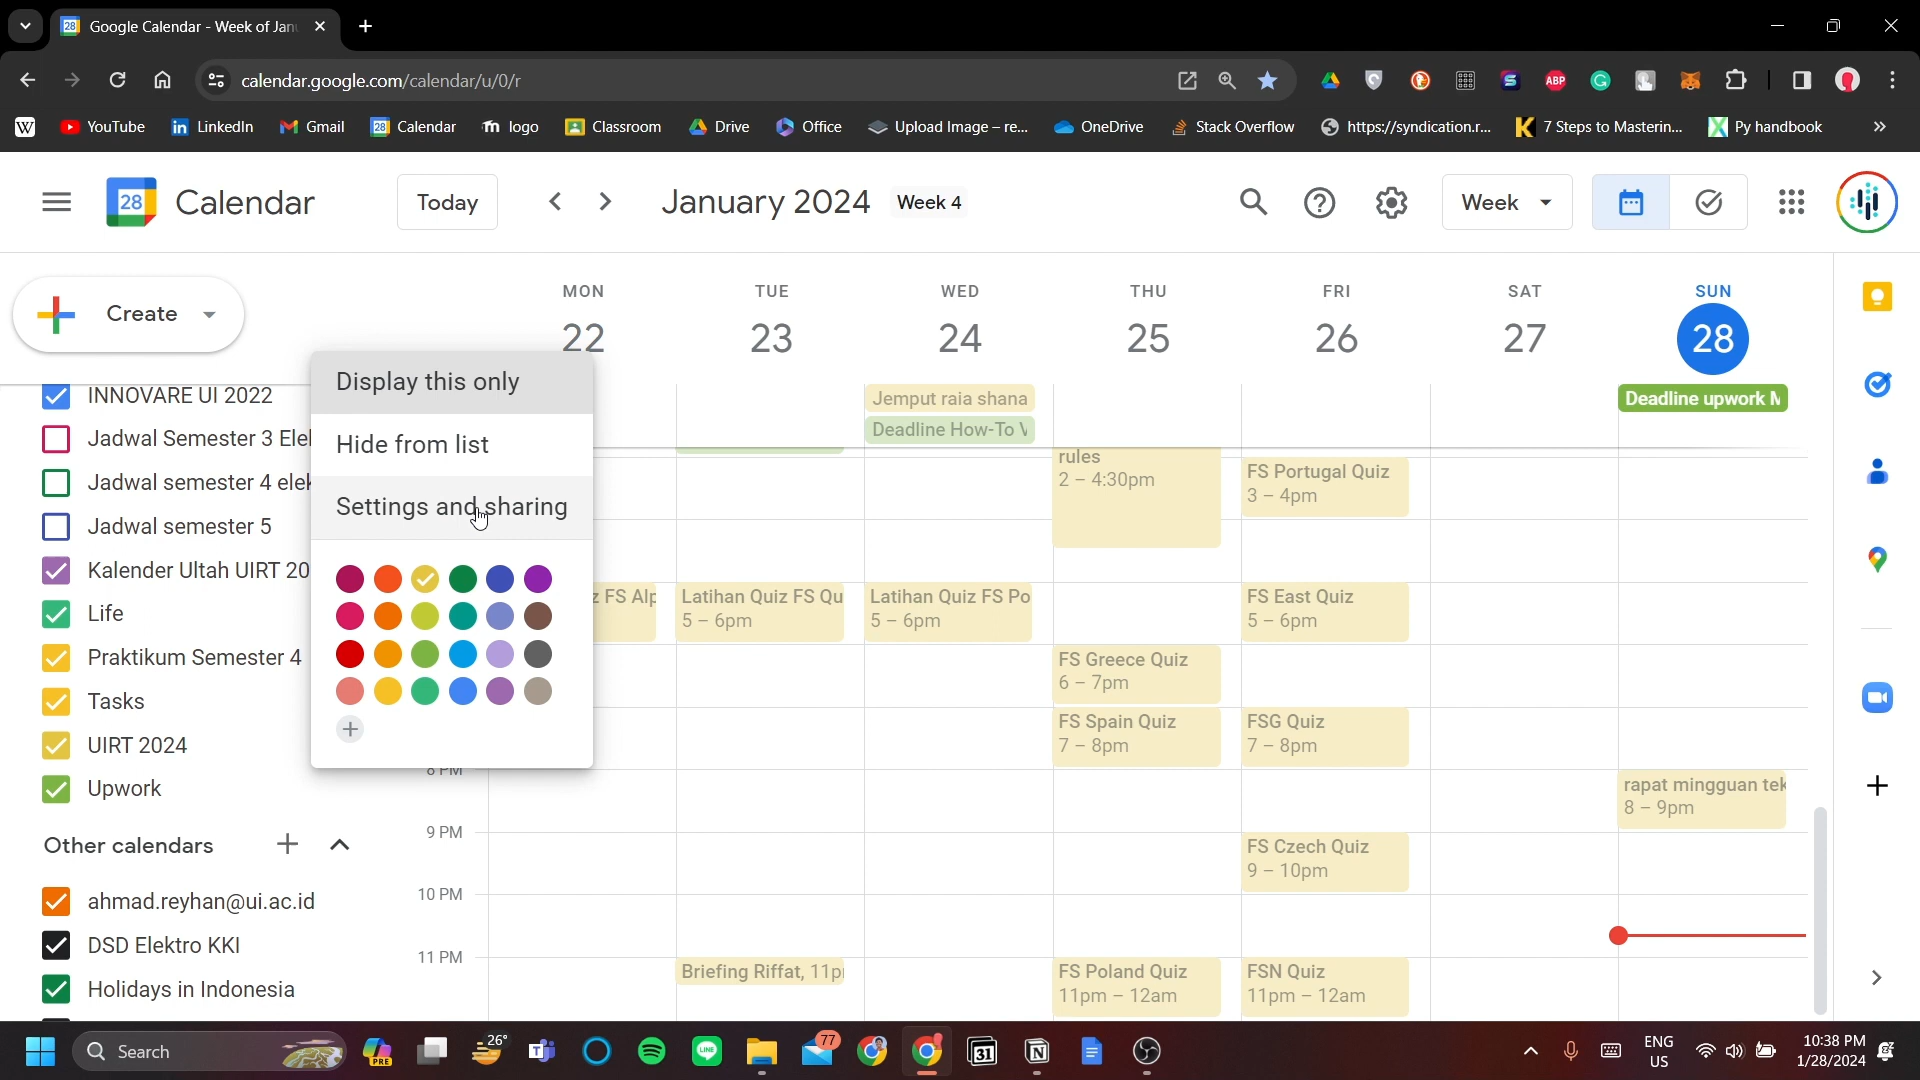 Google Calendar - Week of Jan
calendar.google.com/calendar/u/0/r
ABP
YouTube
LinkedIn
Gmail
Calendar
logo
Classroom
Drive
Office
Upload Image – re...
OneDrive
Stack Overflow
https://syndication.r...
7 Steps to Masterin...
Py handbook
»
28 Calendar
Today
January 2024
Week 4
Week
Create
MON 22
TUE 23
WED 24
THU 25
FRI 26
SAT 27
SUN 28
INNOVARE UI 2022
Jadwal Semester 3 Ele
Jadwal semester 4 elek
Jadwal semester 5
Kalender Ultah UIRT 20
Life
Praktikum Semester 4
Tasks
UIRT 2024
Upwork
Other calendars
ahmad.reyhan@ui.ac.id
DSD Elektro KKI
Holidays in Indonesia
Display this only
Hide from list
Settings and sharing
8 PM
9 PM
10 PM
11 PM
z FS Alp
Latihan Quiz FS Qu
5 – 6pm
Briefing Riffat, 11p
Jemput raia shana
Deadline How-To V
Latihan Quiz FS Po
5 – 6pm
rules
2 – 4:30pm
FS Greece Quiz
6 – 7pm
FS Spain Quiz
7 – 8pm
FS Poland Quiz
11pm – 12am
FS Portugal Quiz
3 – 4pm
FS East Quiz
5 – 6pm
FSG Quiz
7 – 8pm
FS Czech Quiz
9 – 10pm
FSN Quiz
11pm – 12am
Deadline upwork M
rapat mingguan tek
8 – 9pm
Search
PRE
26°
77
31
ENG
US
10:38 PM
1/28/2024